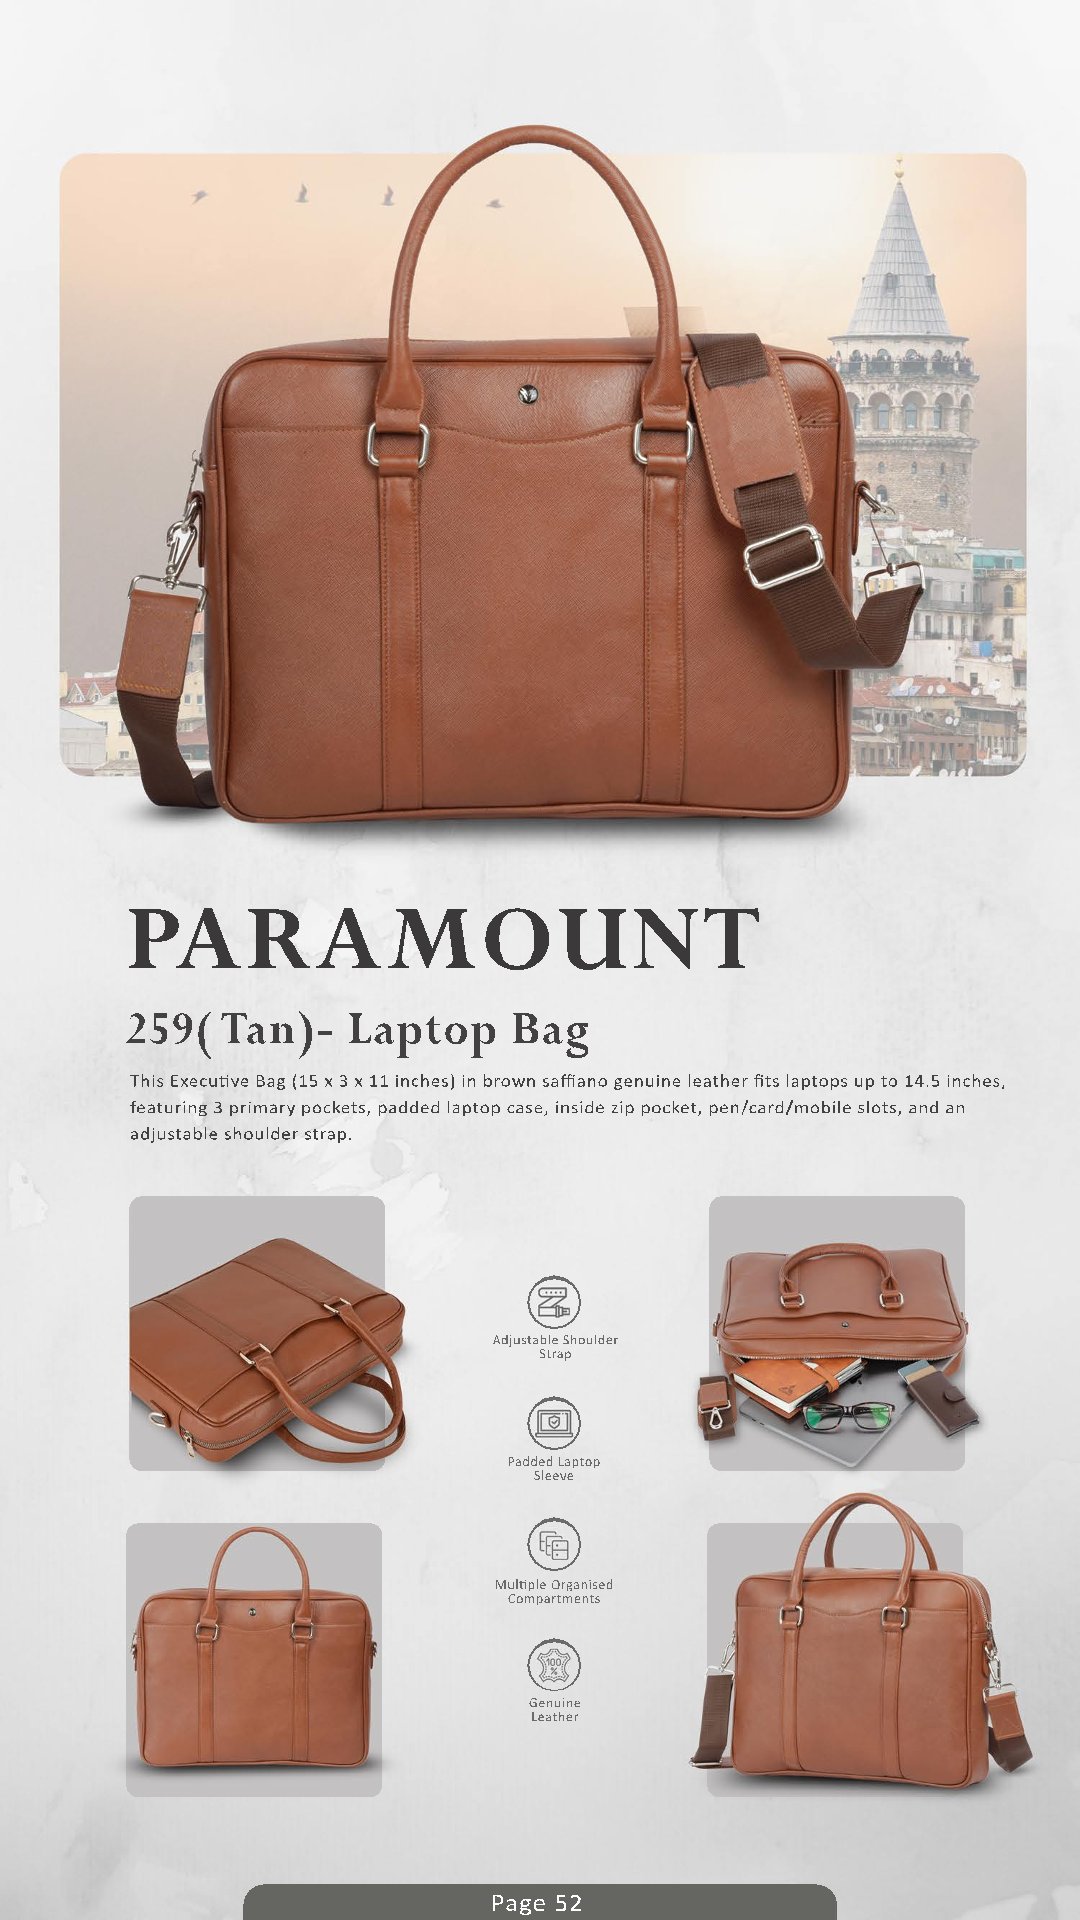 PARAMOUNT
259(Tan)- Laptop Bag
This Executive Bag (15 x 3 x 11 inches) in brown saffiano genuine leather fits laptops up to 14.5 inches,
featuring 3 primary pockets, padded laptop case, inside zip pocket, pen/card/mobile slots, and an
adjustable shoulder strap.
Adjustable Shoulder
Strap
Padded Laptop
Sleeve
Multiple Organised
Compartments
100
%
Genuine
Leather
Page 52